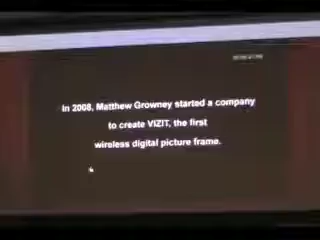 In 2008, Matthew Growney started a company
to create VIZIT, the first
wireless digital picture frame.